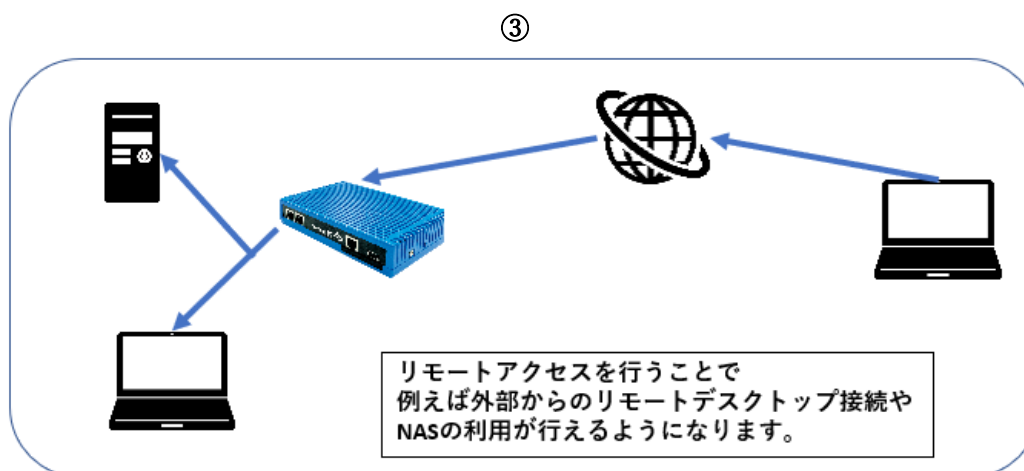 ③
リモートアクセスを行うことで
例えば外部からのリモートデスクトップ接続や
NASの利用が行えるようになります。